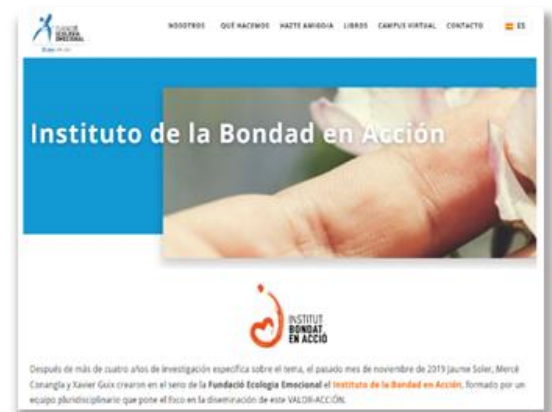 FUNDACIÓ
ECOLOGIA
EMOCIONAL
NOSOTROS QUÉ HACEMOS HAZTE AMIGO/A LIBROS CAMPUS VIRTUAL CONTACTO ES
Instituto de la Bondad en Acción
INSTITUT
BONDAT
EN ACCIÓ
Después de más de cuatro años de investigación específica sobre el tema, el pasado mes de noviembre de 2019 Jaume Soler, Mercè
Conangla y Xavier Guix crearon en el seno de la Fundació Ecologia Emocional el Instituto de la Bondad en Acción, formado por un
equipo pluridisciplinario que pone el foco en la diseminación de este VALOR-ACCIÓN.